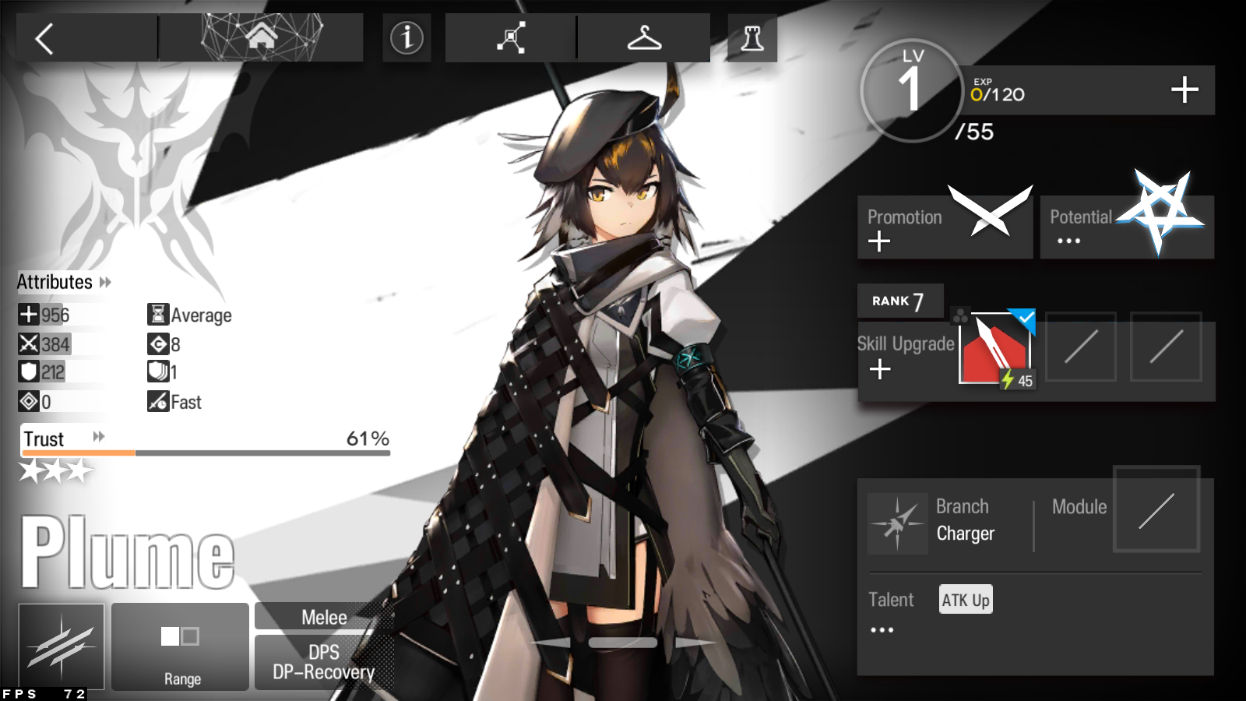 LV
1
EXP
0/120
/55
Promotion
Potential
RANK 7
Skill Upgrade
45
Attributes
956
Average
384
8
212
1
0
Fast
Trust
61%
Plume
Melee
DPS
DP-Recovery
Range
Branch
Charger
Module
Talent
ATK Up
FPS 72